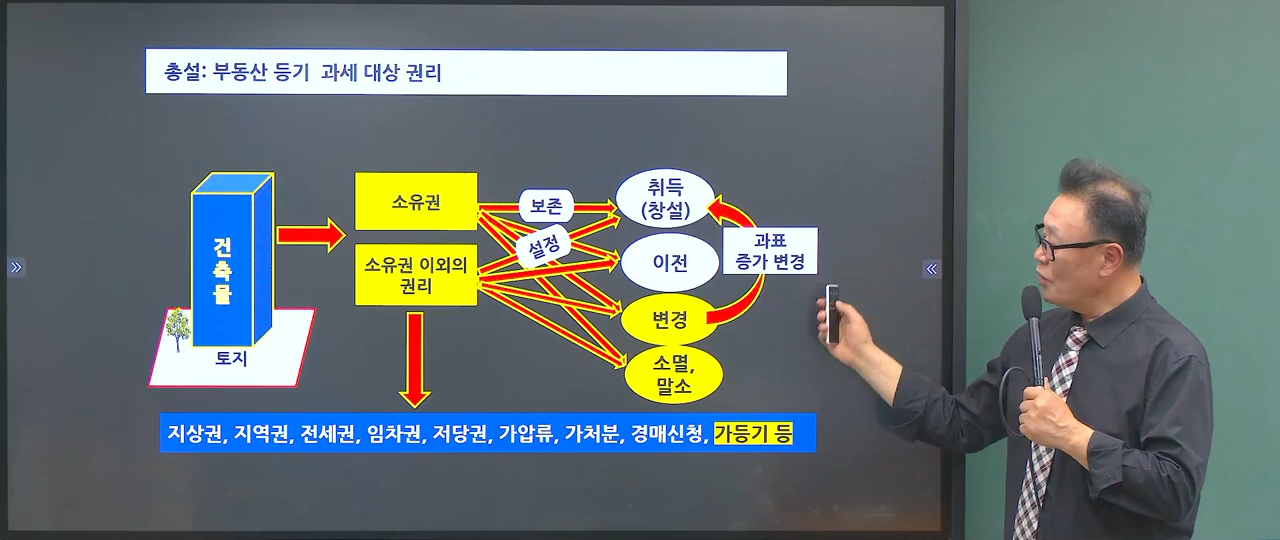 총설: 부동산 등기 과세 대상 권리
건
축
물
토지
소유권
소유권 이외의
권리
보존
설정
취득
(창설)
이전
변경
소멸,
말소
과표
증가 변경
지상권, 지역권, 전세권, 임차권, 저당권, 가압류, 가처분, 경매신청, 가등기 등